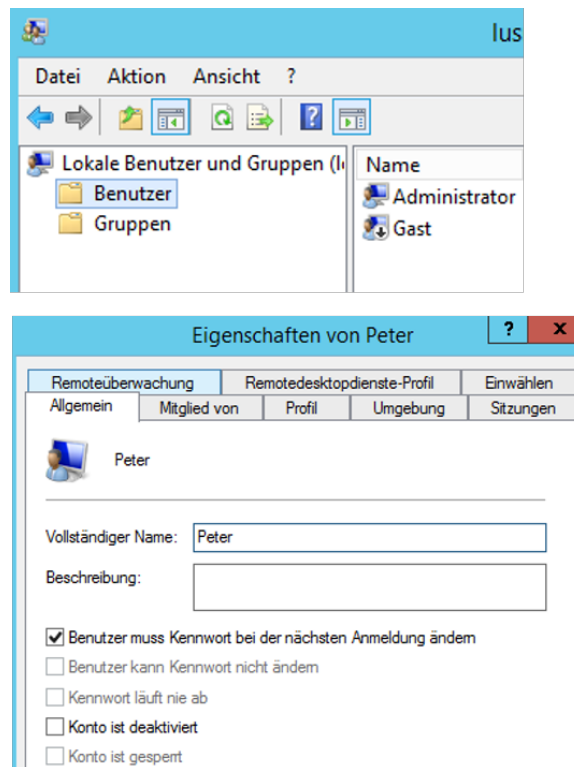 lus
Datei Aktion Ansicht ?
Lokale Benutzer und Gruppen (l
Benutzer
Gruppen
Name
Administrator
Gast
Eigenschaften von Peter
Remoteüberwachung Remotedesktopdienste-Profil Einwählen
Allgemein Mitglied von Profil Umgebung Sitzungen
Peter
Vollständiger Name: Peter
Beschreibung:
Benutzer muss Kennwort bei der nächsten Anmeldung ändern
Benutzer kann Kennwort nicht ändern
Kennwort läuft nie ab
Konto ist deaktiviert
Konto ist gesperrt